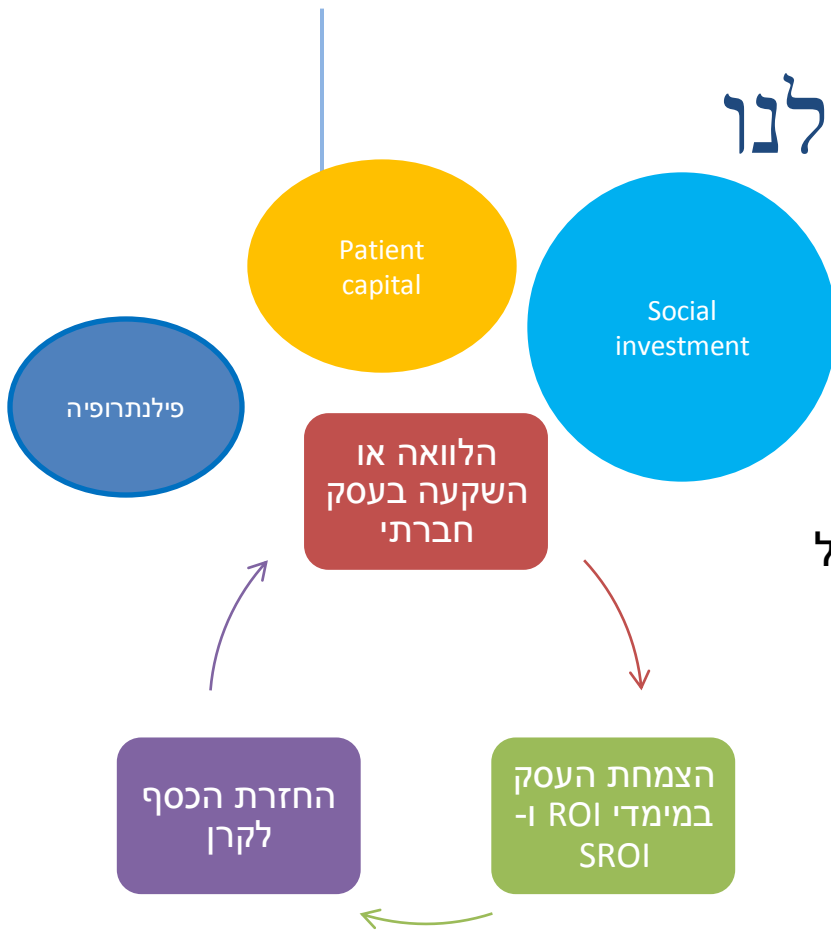 לנו
Patient
capital
Social
investment
פילנתרופיה
הלוואה או
השקעה בעסק
חברתי
ל
החזרת הכסף
לקרן
הצמחת העסק
במימדי ROI ו-
SROI